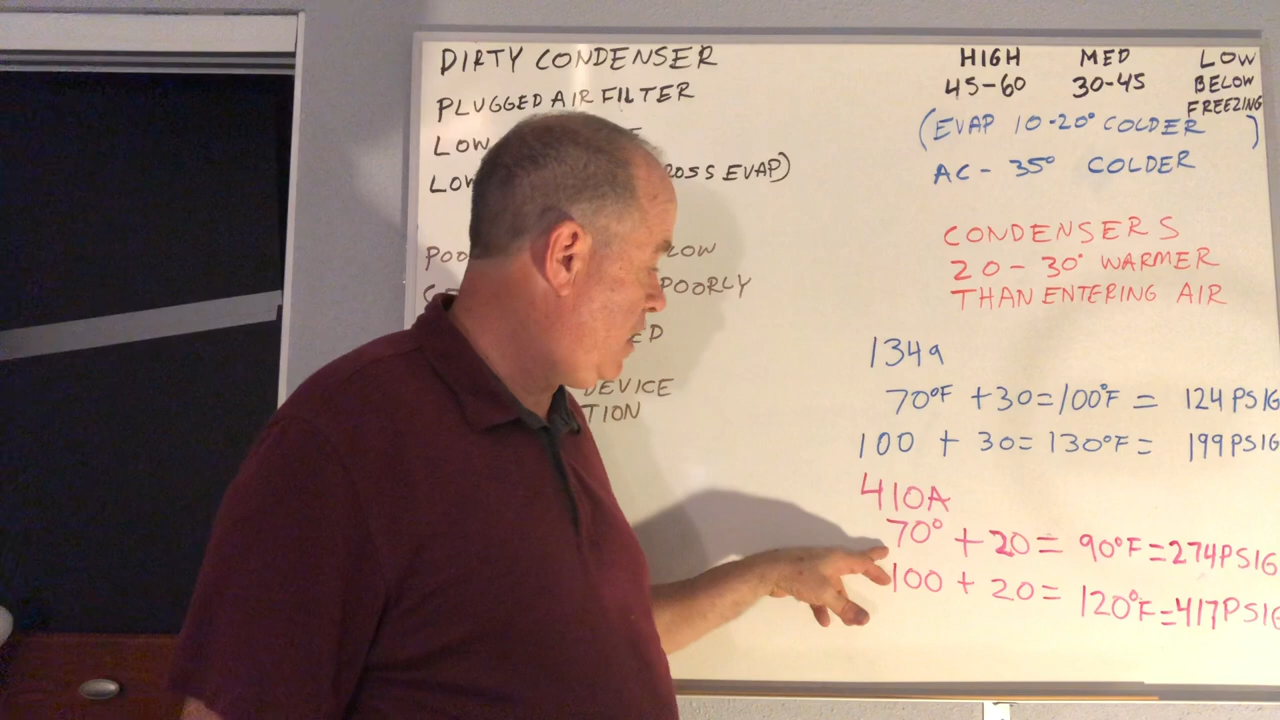 DIRTY CONDENSER
PLUGGED AIR FILTER
LOW
LOW ROSS EVAP)
LOW
POORLY
DEVICE
TION
HIGH MED LOW
45-60 30-45 BELOW
FREEZING
(EVAP 10-20° COLDER )
AC - 35° COLDER
CONDENSERS
20-30° WARMER
THAN ENTERING AIR
134a
70°F +30=100°F = 124 PSIG
100 + 30= 130°F = 199 PSIG
410A
70° + 20 = 90°F = 274 PSIG
100 + 20 = 120°F = 417 PSIG